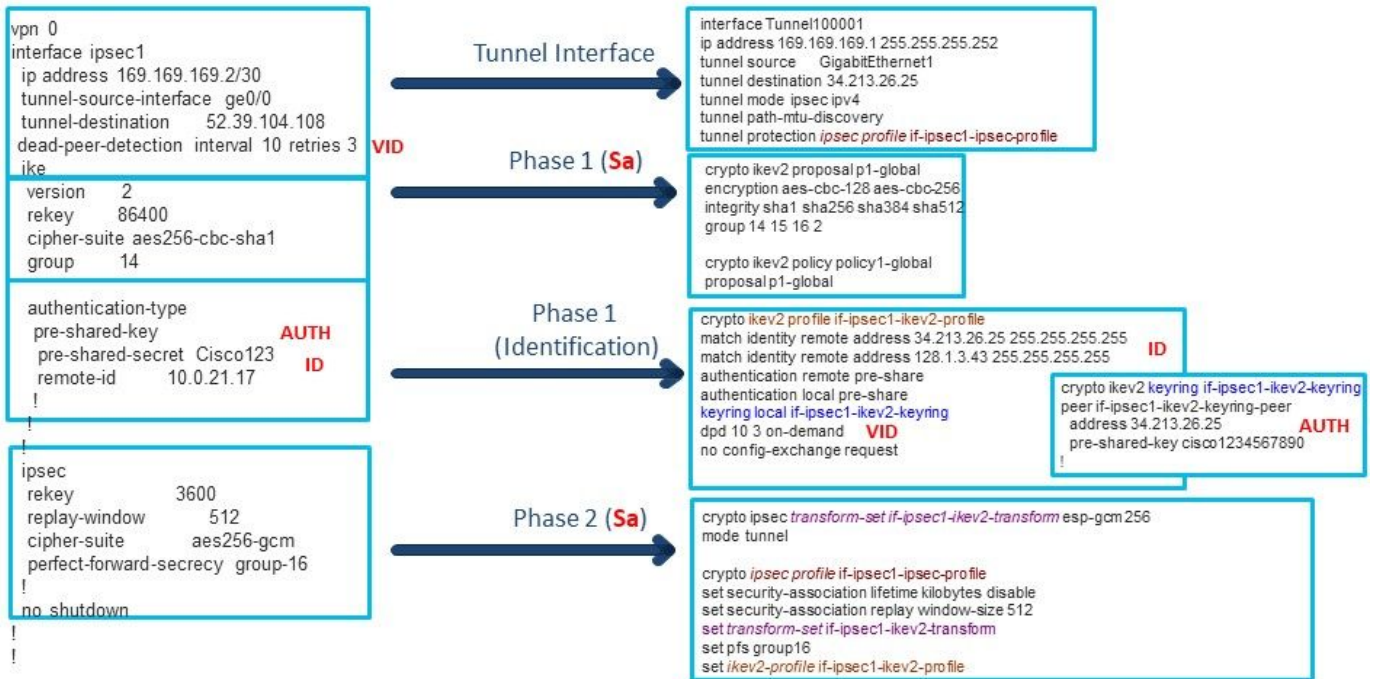 vpn 0
interface ipsec1
ip address 169.169.169.2/30
tunnel-source-interface ge0/0
tunnel-destination 52.39.104.108
dead-peer-detection interval 10 retries 3 VID
ike
version 2
rekey 86400
cipher-suite aes256-cbc-sha1
group 14
authentication-type
pre-shared-key AUTH
pre-shared-secret Cisco123
ID
remote-id 10.0.21.17
!
!
!
ipsec
rekey 3600
replay-window 512
cipher-suite aes256-gcm
perfect-forward-secrecy group-16
!
no shutdown
!
!
Tunnel Interface
Phase 1 (Sa)
Phase 1
(Identification)
Phase 2 (Sa)
interface Tunnel100001
ip address 169.169.169.1 255.255.255.252
tunnel source GigabitEthernet1
tunnel destination 34.213.26.25
tunnel mode ipsec ipv4
tunnel path-mtu-discovery
tunnel protection ipsec profile if-ipsec1-ipsec-profile
crypto ikev2 proposal p1-global
encryption aes-cbc-128 aes-cbc-256
integrity sha1 sha256 sha384 sha512
group 14 15 16 2
crypto ikev2 policy policy1-global
proposal p1-global
crypto ikev2 profile if-ipsec1-ikev2-profile
match identity remote address 34.213.26.25 255.255.255.255
match identity remote address 128.1.3.43 255.255.255.255
ID
authentication remote pre-share
authentication local pre-share
keyring local if-ipsec1-ikev2-keyring
dpd 10 3 on-demand VID
no config-exchange request
crypto ikev2 keyring if-ipsec1-ikev2-keyring
peer if-ipsec1-ikev2-keyring-peer
address 34.213.26.25
AUTH
pre-shared-key cisco1234567890
!
crypto ipsec transform-set if-ipsec1-ikev2-transform esp-gcm 256
mode tunnel
crypto ipsec profile if-ipsec1-ipsec-profile
set security-association lifetime kilobytes disable
set security-association replay window-size 512
set transform-set if-ipsec1-ikev2-transform
set pfs group16
set ikev2-profile if-ipsec1-ikev2-profile